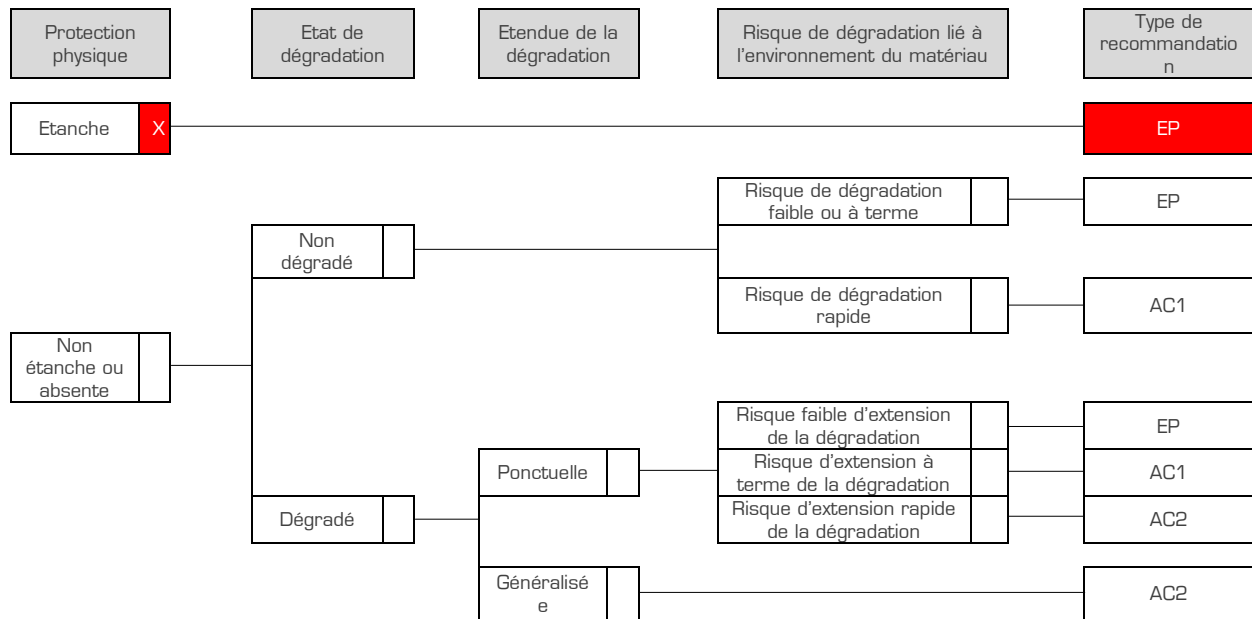 Protection
physique
Etat de
dégradation
Etendue de la
dégradation
Risque de dégradation lié à
l'environnement du matériau
Type de
recommandatio
n
Etanche
X
EP
Risque de dégradation
faible ou à terme
EP
Non
dégradé
Risque de dégradation
rapide
AC1
Non
étanche ou
absente
Risque faible d'extension
de la dégradation
EP
Ponctuelle
Risque d'extension à
terme de la dégradation
AC1
Dégradé
Risque d'extension rapide
de la dégradation
AC2
Généralisé
e
AC2